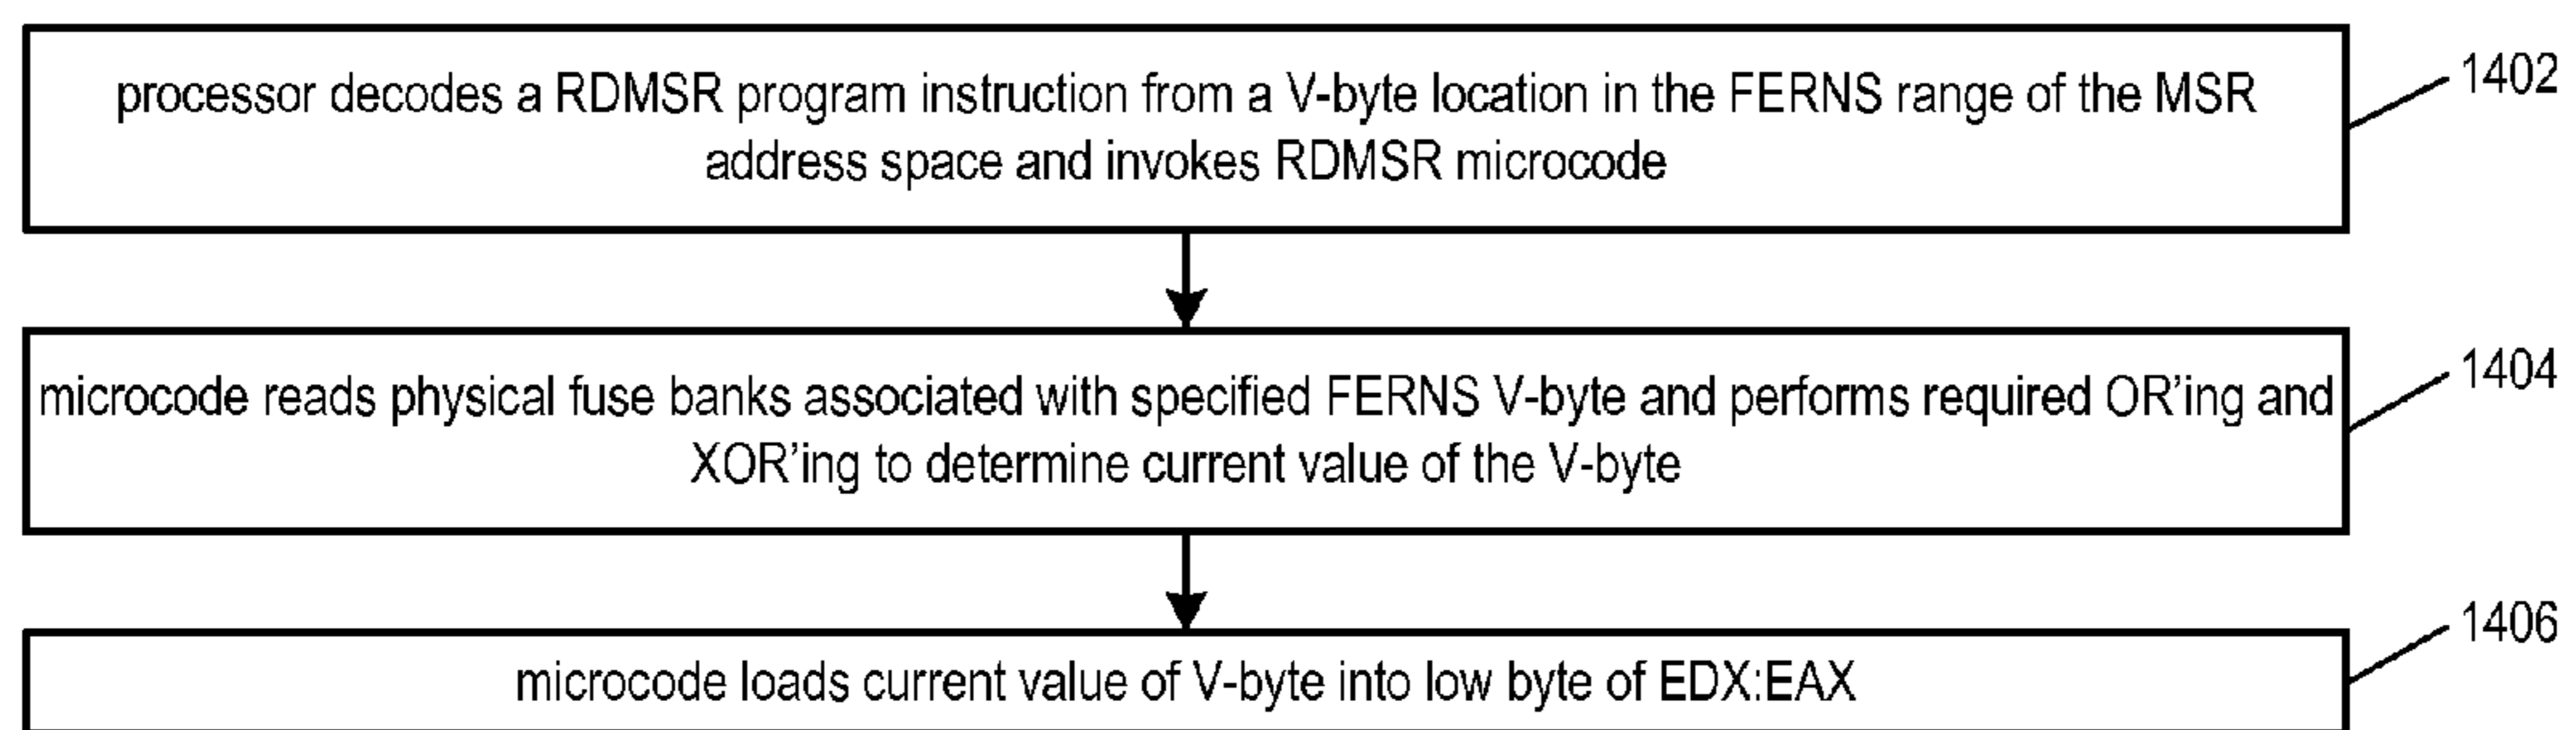 processor decodes a RDMSR program instruction from a V-byte location in the FERNS range of the MSR
address space and invokes RDMSR microcode
1402
microcode reads physical fuse banks associated with specified FERNS V-byte and performs required OR'ing and
XOR'ing to determine current value of the V-byte
1404
microcode loads current value of V-byte into low byte of EDX:EAX
1406